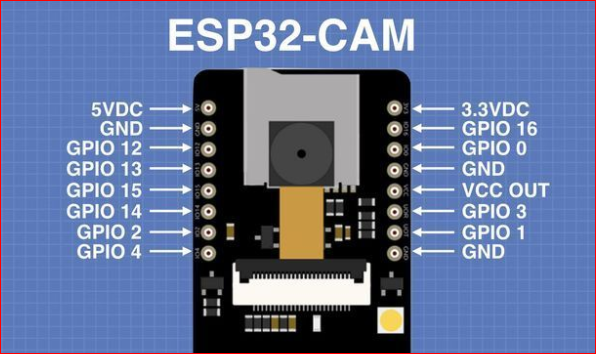 ESP32-CAM
5VDC
GND
GPIO 12
GPIO 13
GPIO 15
GPIO 14
GPIO 2
GPIO 4
3.3VDC
GPIO 16
GPIO 0
GND
VCC OUT
GPIO 3
GPIO 1
GND